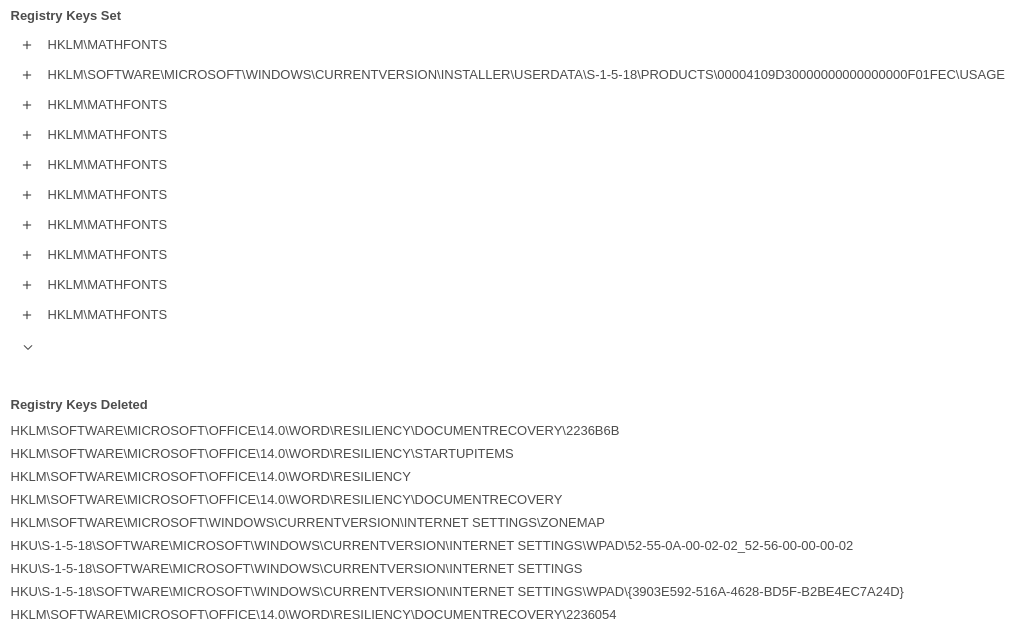 Registry Keys Set
HKLM\MATHFONTS
HKLM\SOFTWARE\MICROSOFT\WINDOWS\CURRENTVERSION\INSTALLER\USERDATA\S-1-5-18\PRODUCTS\00004109D30000000000000000F01FEC\USAGE
HKLM\MATHFONTS
HKLM\MATHFONTS
HKLM\MATHFONTS
HKLM\MATHFONTS
HKLM\MATHFONTS
HKLM\MATHFONTS
HKLM\MATHFONTS
HKLM\MATHFONTS
Registry Keys Deleted
HKLM\SOFTWARE\MICROSOFT\OFFICE\14.0\WORD\RESILIENCY\DOCUMENTRECOVERY\2236B6B
HKLM\SOFTWARE\MICROSOFT\OFFICE\14.0\WORD\RESILIENCY\STARTUPITEMS
HKLM\SOFTWARE\MICROSOFT\OFFICE\14.0\WORD\RESILIENCY
HKLM\SOFTWARE\MICROSOFT\OFFICE\14.0\WORD\RESILIENCY\DOCUMENTRECOVERY
HKLM\SOFTWARE\MICROSOFT\WINDOWS\CURRENTVERSION\INTERNET SETTINGS\ZONEMAP
HKU\S-1-5-18\SOFTWARE\MICROSOFT\WINDOWS\CURRENTVERSION\INTERNET SETTINGS\WPAD\52-55-0A-00-02-02_52-56-00-00-00-02
HKU\S-1-5-18\SOFTWARE\MICROSOFT\WINDOWS\CURRENTVERSION\INTERNET SETTINGS
HKU\S-1-5-18\SOFTWARE\MICROSOFT\WINDOWS\CURRENTVERSION\INTERNET SETTINGS\WPAD\{3903E592-516A-4628-BD5F-B2BE4EC7A24D}
HKLM\SOFTWARE\MICROSOFT\OFFICE\14.0\WORD\RESILIENCY\DOCUMENTRECOVERY\2236054